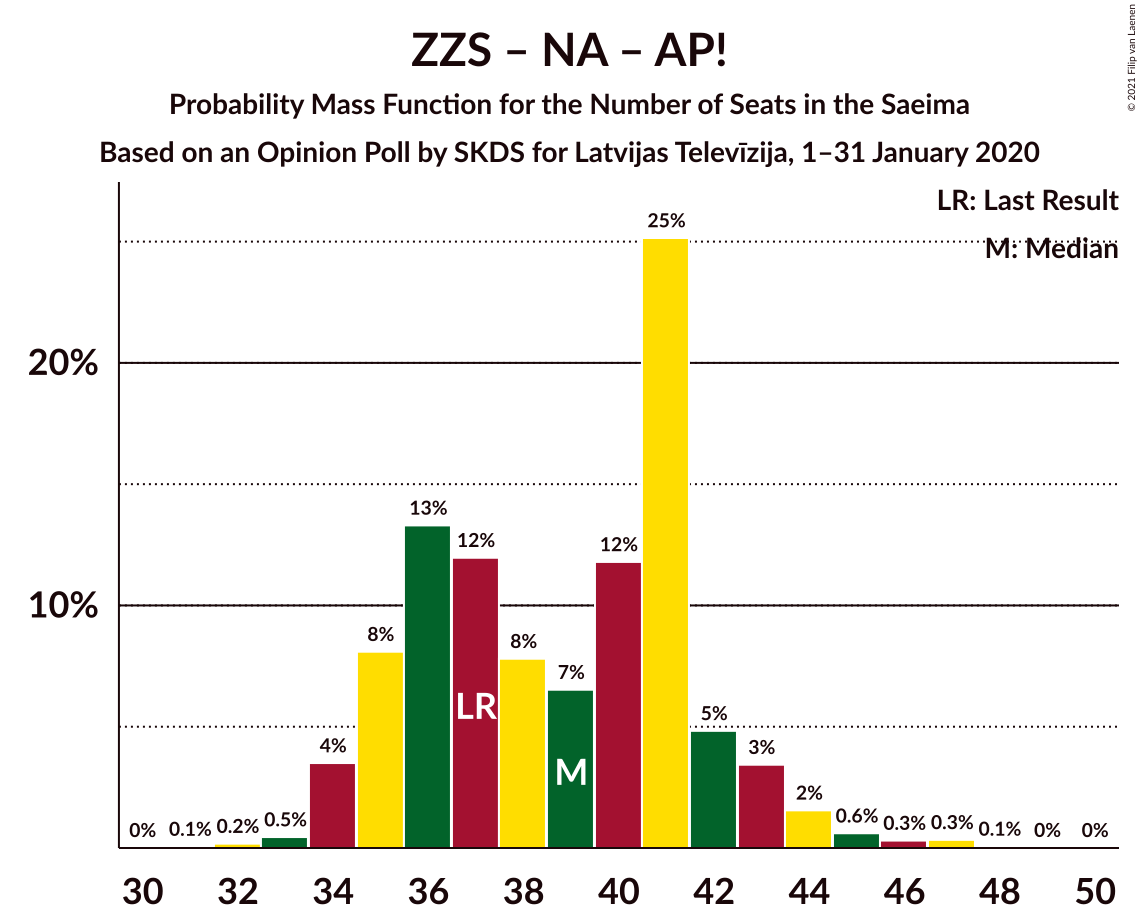 ZZS – NA – AP!
Probability Mass Function for the Number of Seats in the Saeima
Based on an Opinion Poll by SKDS for Latvijas Televīzija, 1–31 January 2020
© 2021 Filip van Laenen
LR: Last Result
M: Median
25%
20%
13%
12%
12%
10%
8%
8%
7%
LR
5%
M
4%
3%
2%
0%
0.1%
0.2%
0.5%
0.6%
0.3%
0.3%
0.1%
0%
0%
30 32 34 36 38 40 42 44 46 48 50